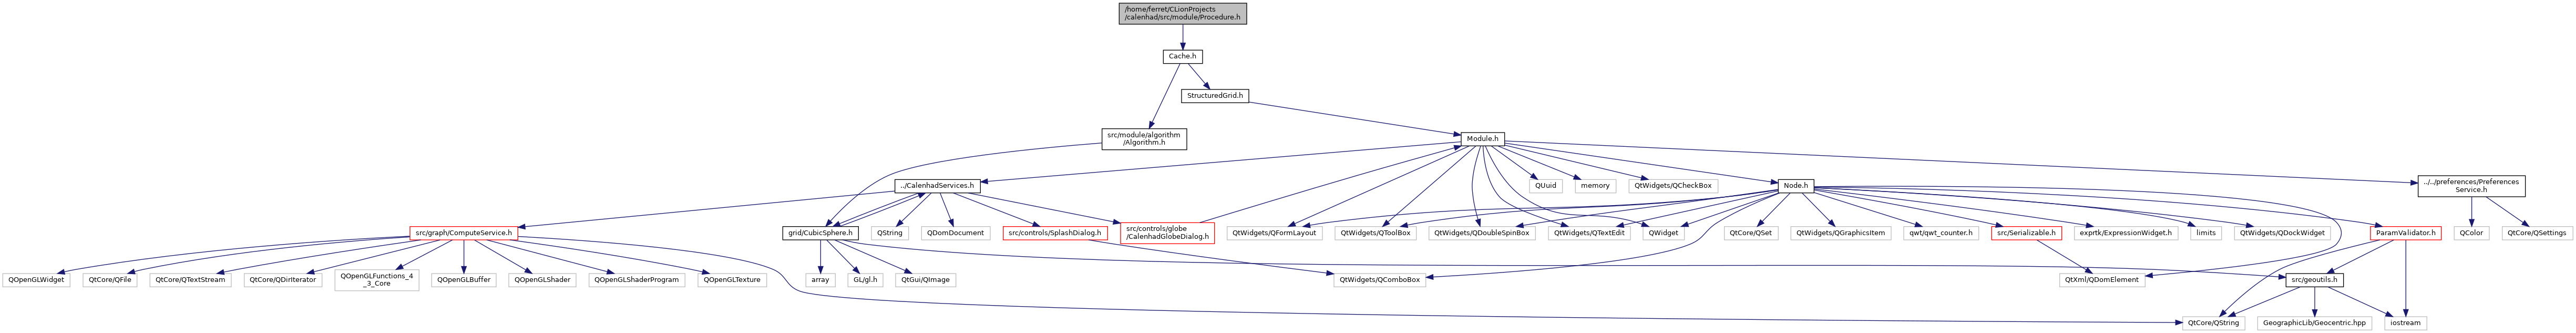 /home/ferret/CLionProjects
/calenhad/src/module/Procedure.h
Cache.h
StructuredGrid.h
src/module/algorithm
/Algorithm.h
Module.h
../CalenhadServices.h
QUuid
memory
QtWidgets/QCheckBox
Node.h
../../preferences/Preferences
Service.h
src/graph/ComputeService.h
grid/CubicSphere.h
QString
QDomDocument
src/controls/SplashDialog.h
src/controls/globe
/CalenhadGlobeDialog.h
QtWidgets/QFormLayout
QtWidgets/QToolBox
QtWidgets/QDoubleSpinBox
QtWidgets/QTextEdit
QWidget
QtCore/QSet
QtWidgets/QGraphicsItem
qwt/qwt_counter.h
src/Serializable.h
exprtk/ExpressionWidget.h
limits
QtWidgets/QDockWidget
ParamValidator.h
QColor
QtCore/QSettings
QOpenGLWidget
QtCore/QFile
QtCore/QTextStream
QtCore/QDirIterator
QOpenGLFunctions_4
_3_Core
QOpenGLBuffer
QOpenGLShader
QOpenGLShaderProgram
QOpenGLTexture
array
GL/gl.h
QtGui/QImage
QtWidgets/QComboBox
QtXml/QDomElement
src/geoutils.h
QtCore/QString
GeographicLib/Geocentric.hpp
iostream